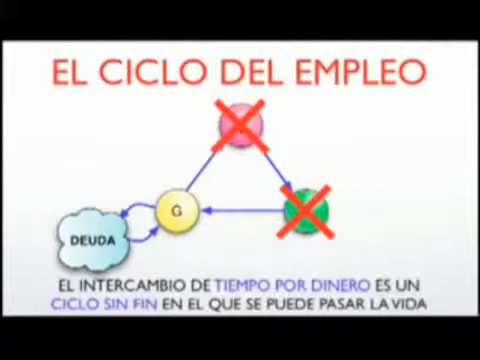 EL CICLO DEL EMPLEO
G
DEUDA
EL INTERCAMBIO DE TIEMPO POR DINERO ES UN
CICLO SIN FIN EN EL QUE SE PUEDE PASAR LA VIDA